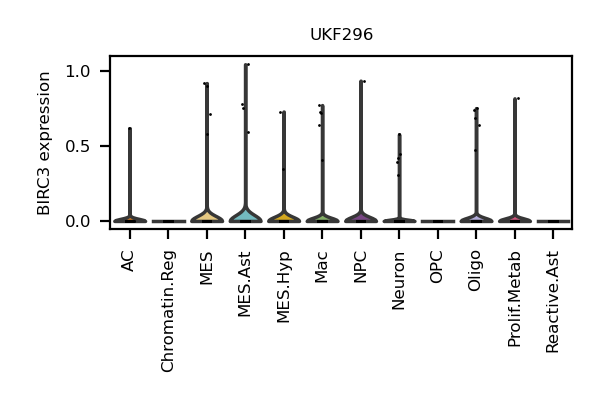 UKF296
BIRC3 expression
1.0
0.5
0.0
AC
Chromatin.Reg
MES
MES.Ast
MES.Hyp
Mac
NPC
Neuron
OPC
Oligo
Prolif.Metab
Reactive.Ast